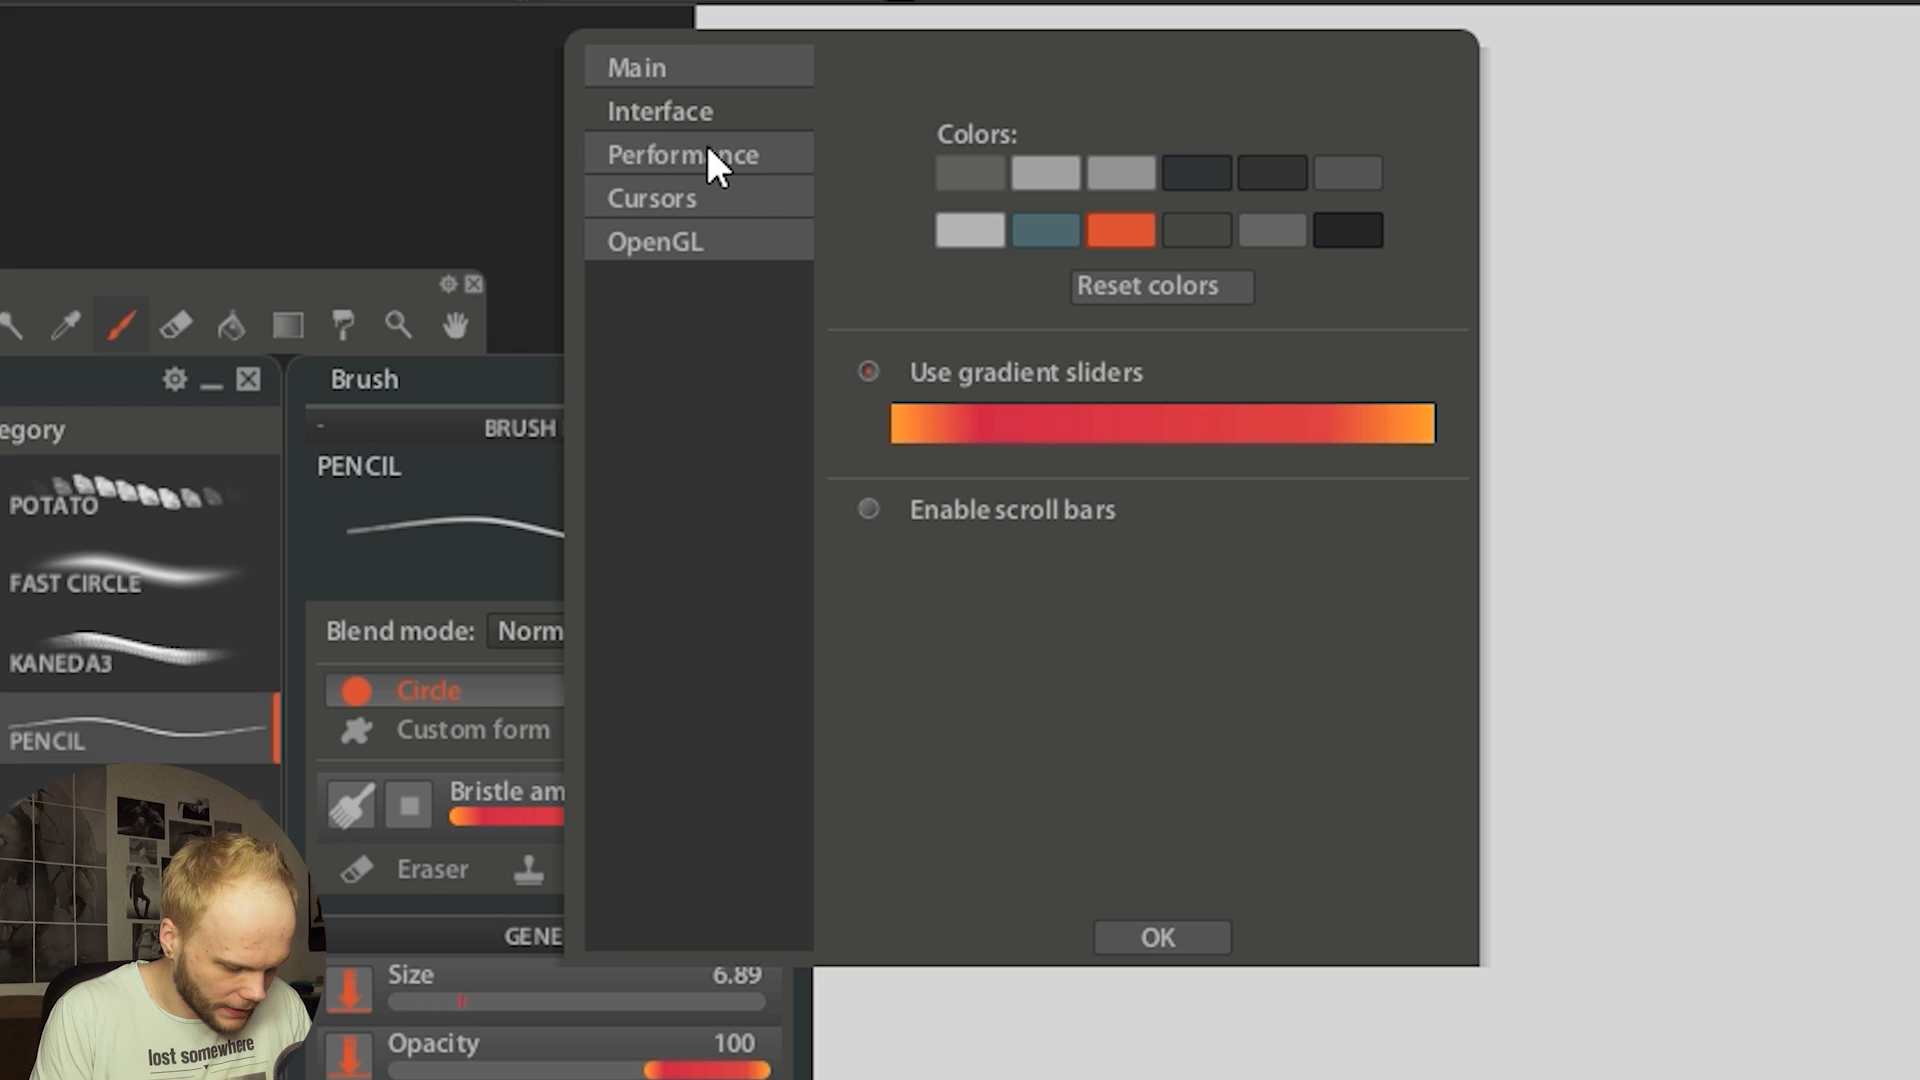 Main
Interface
Performance
Cursors
OpenGL
Colors:
Reset colors
Use gradient sliders
Enable scroll bars
OK
egory
POTATO
FAST CIRCLE
KANEDA3
PENCIL
Brush
- BRUSH
PENCIL
Blend mode: Norm
Circle
Custom form
Bristle am
Eraser
GENE
Size 6.89
Opacity 100
lost somewhere